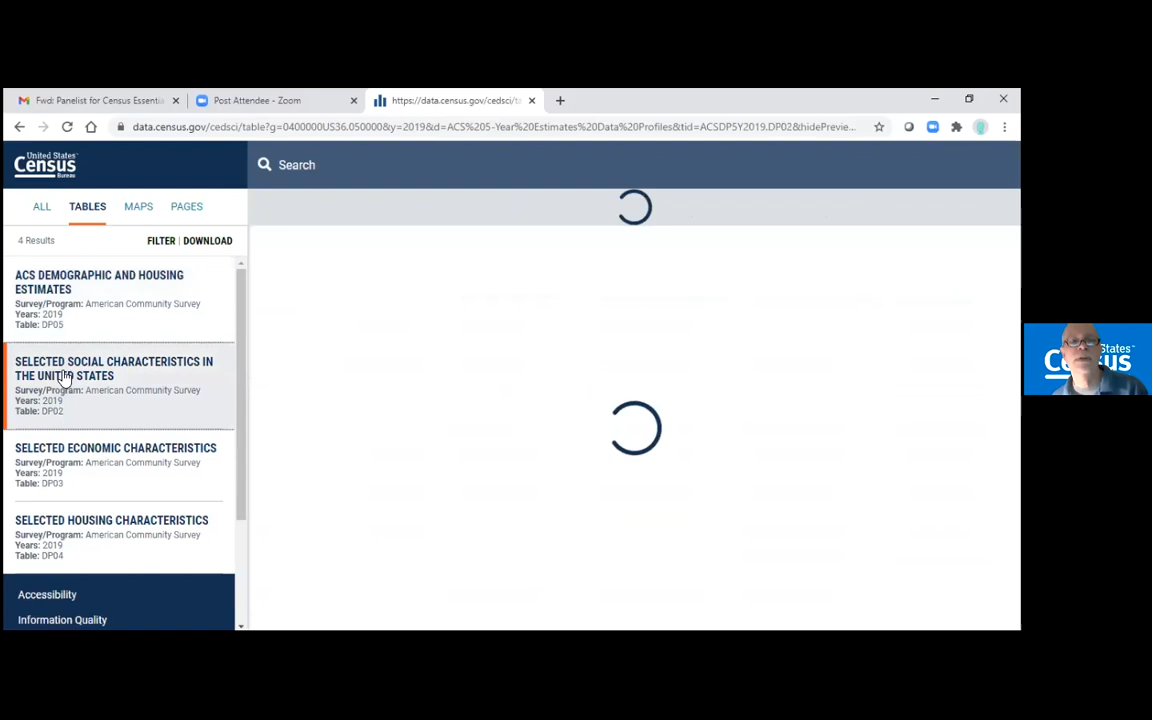 Fwd: Panelist for Census Essentia
Post Attendee - Zoom
https://data.census.gov/cedsci/ta
data.census.gov/cedsci/table?g=0400000US36.050000&y=2019&d=ACS%205-Year%20Estimates%20Data%20Profiles&tid=ACSDP5Y2019.DP02&hidePrevie...
United States™
Census
Bureau
Search
ALL
TABLES
MAPS
PAGES
4 Results
FILTER | DOWNLOAD
ACS DEMOGRAPHIC AND HOUSING
ESTIMATES
Survey/Program: American Community Survey
Years: 2019
Table: DP05
SELECTED SOCIAL CHARACTERISTICS IN
THE UNITED STATES
Survey/Program: American Community Survey
Years: 2019
Table: DP02
SELECTED ECONOMIC CHARACTERISTICS
Survey/Program: American Community Survey
Years: 2019
Table: DP03
SELECTED HOUSING CHARACTERISTICS
Survey/Program: American Community Survey
Years: 2019
Table: DP04
Accessibility
Information Quality